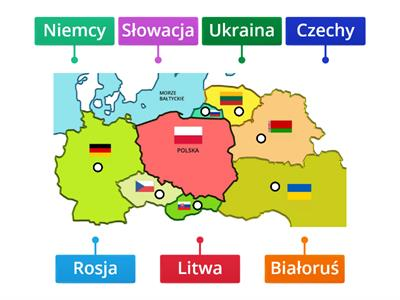 Niemcy
Słowacja
Ukraina
Czechy
MORZE
BAŁTYCKIE
POLSKA
Rosja
Litwa
Białoruś